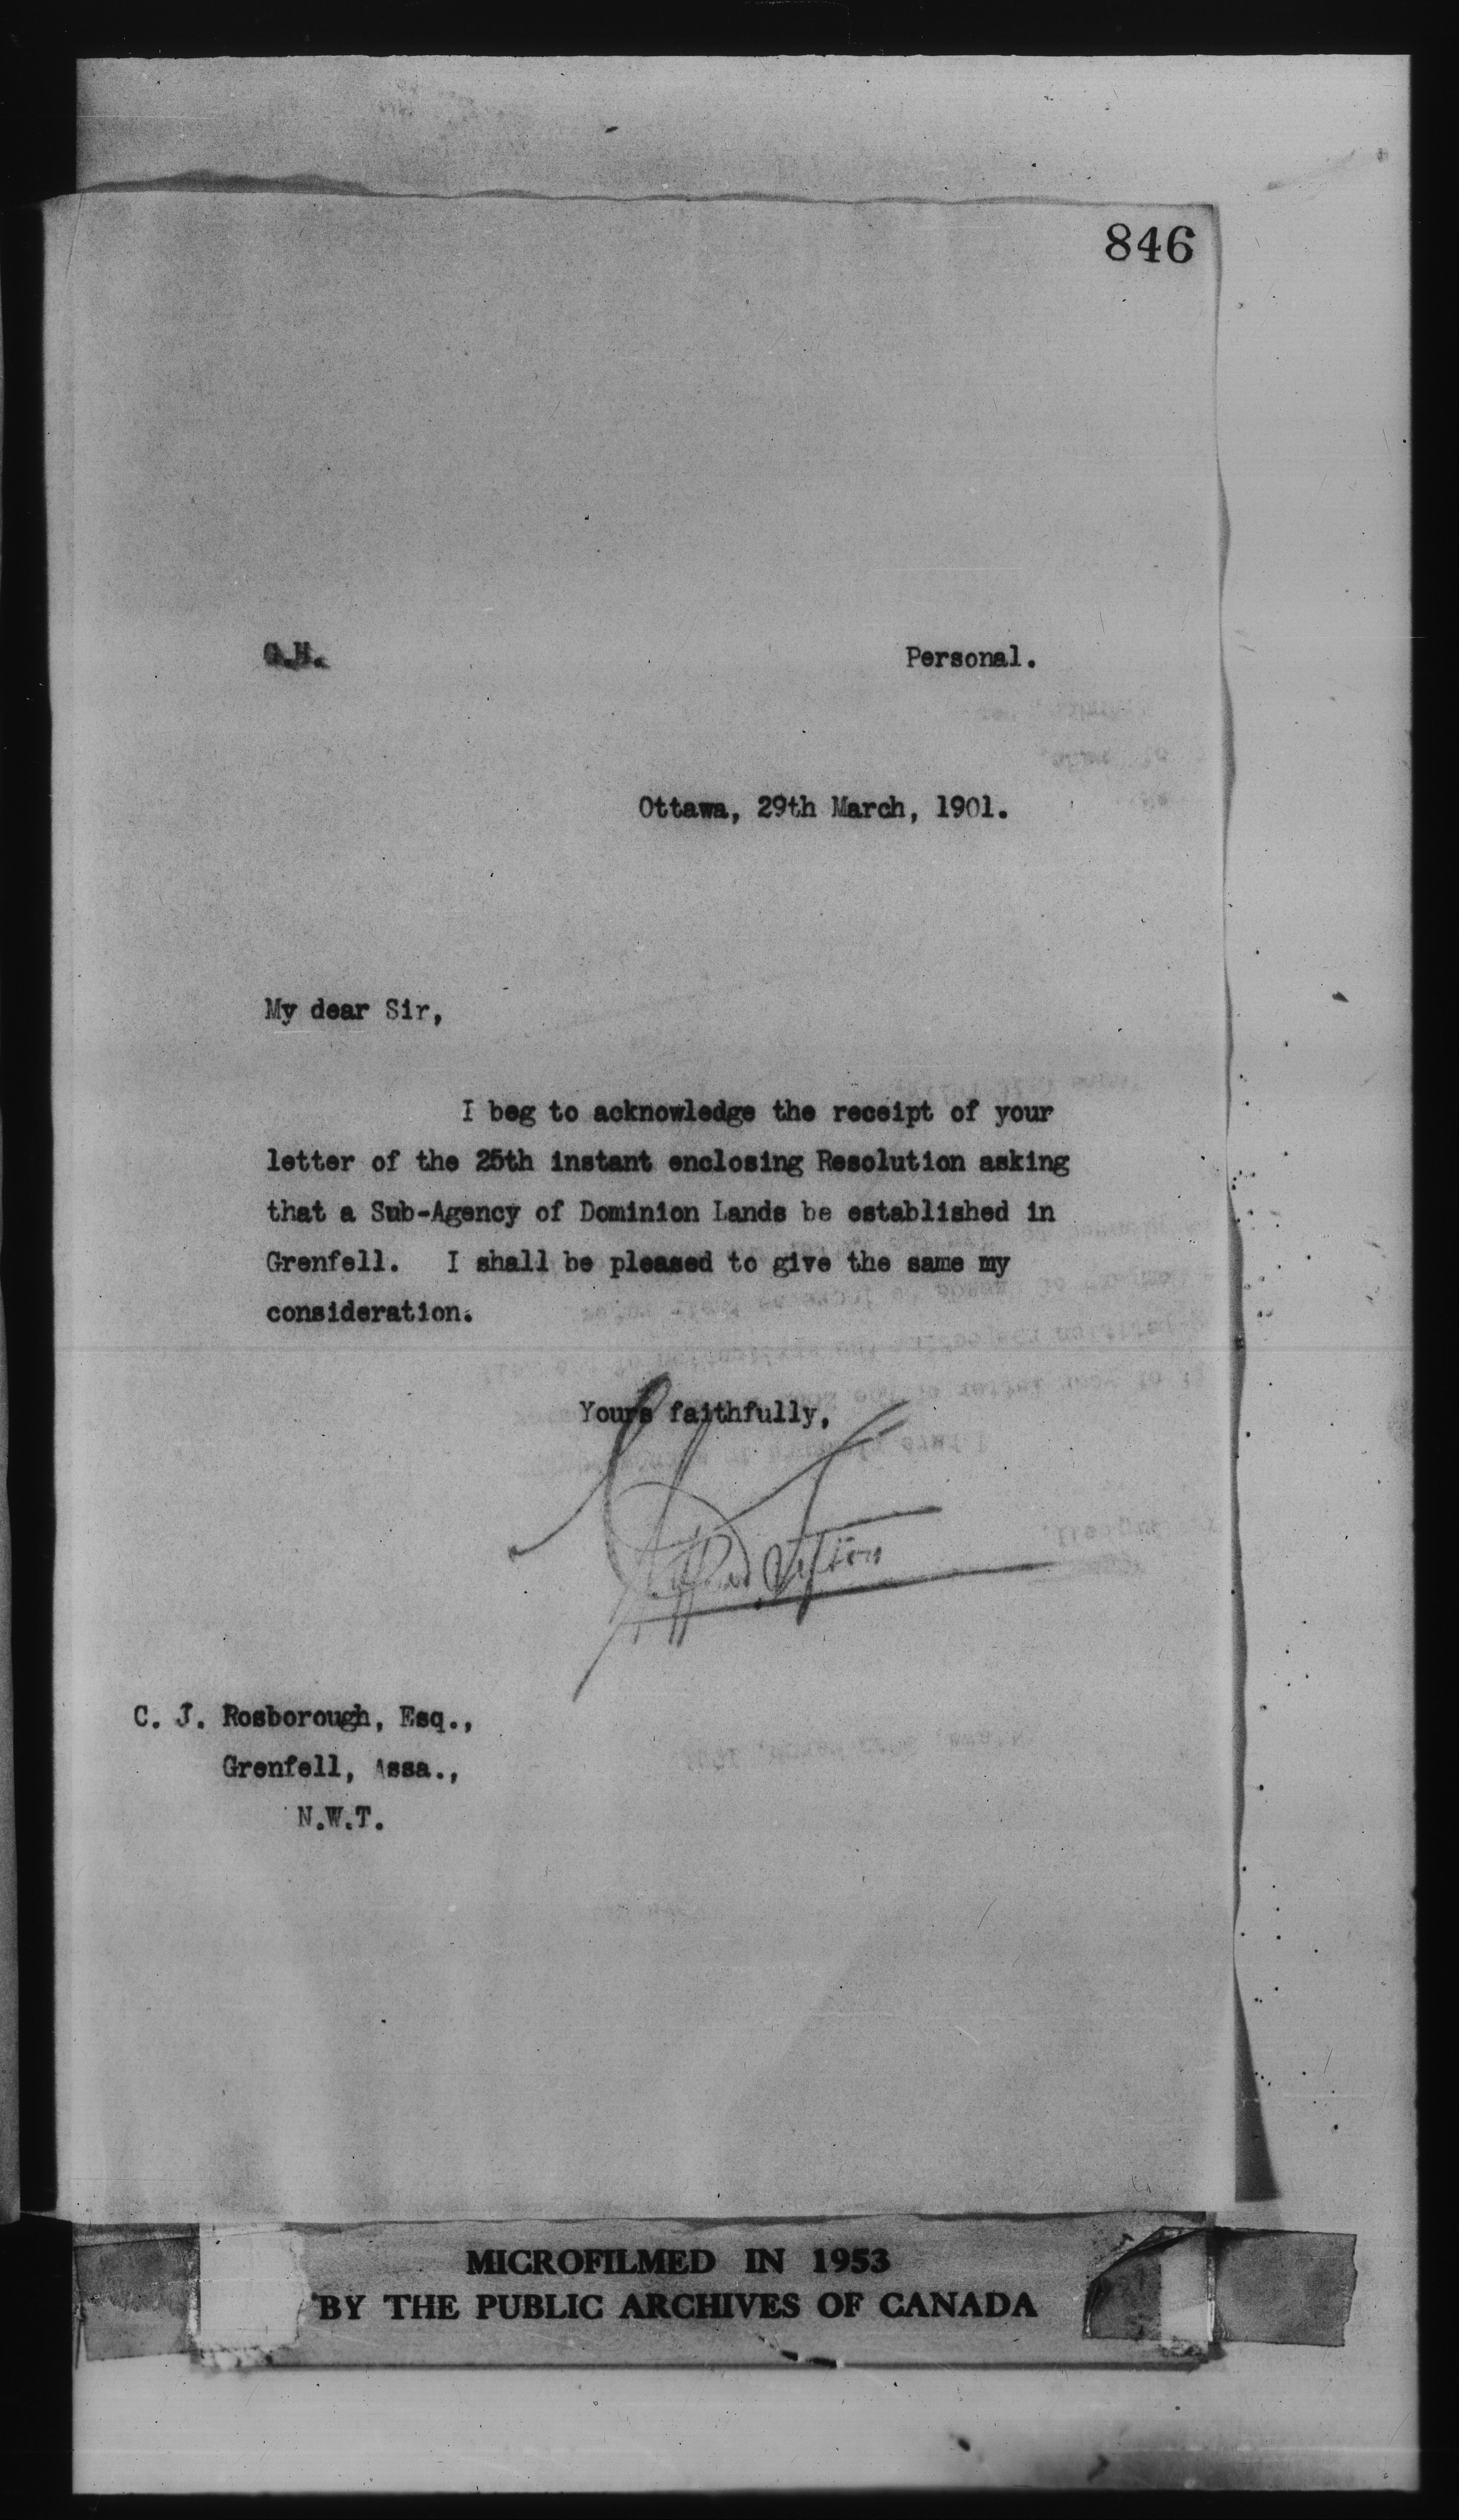 846
G.H.
Personal.
Ottawa, 29th March, 1901.
My dear Sir,
I beg to acknowledge the receipt of your
letter of the 25th instant enclosing Resolution asking
that a Sub-Agency of Dominion Lands be established in
Grenfell. I shall be pleased to give the same my
consideration.
Yours faithfully,
Clifford Sifton
C. J. Rosborough, Esq.,
Grenfell, Assa.,
N.W.T.
MICROFILMED IN 1953
BY THE PUBLIC ARCHIVES OF CANADA